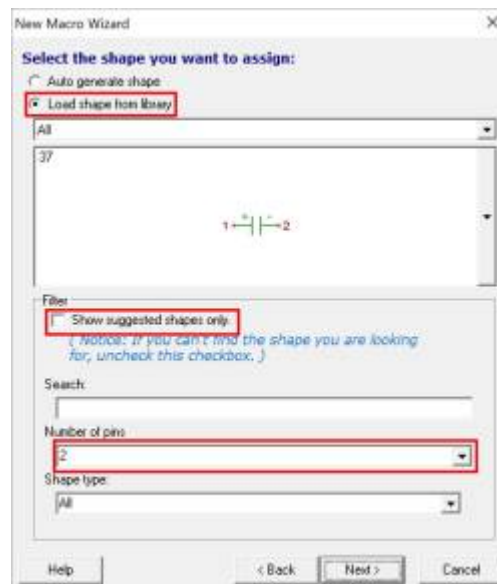 New Macro Wizard
Select the shape you want to assign:
Auto generate shape
Load shape from library
All
37
1 + - 2
Filter
Show suggested shapes only.
( Notice: If you can't find the shape you are looking
for, uncheck this checkbox. )
Search:
Number of pins
2
Shape type:
All
Help
< Back
Next >
Cancel